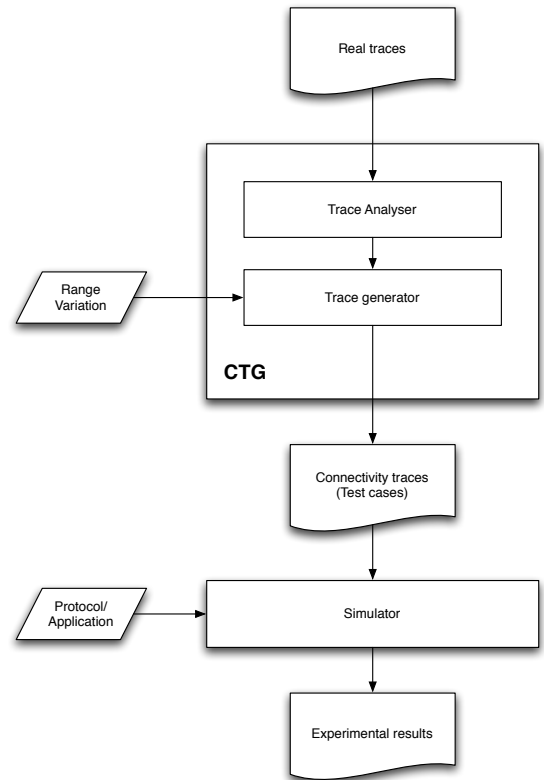 Real traces
Trace Analyser
Range
Variation
Trace generator
CTG
Connectivity traces
(Test cases)
Protocol/
Application
Simulator
Experimental results